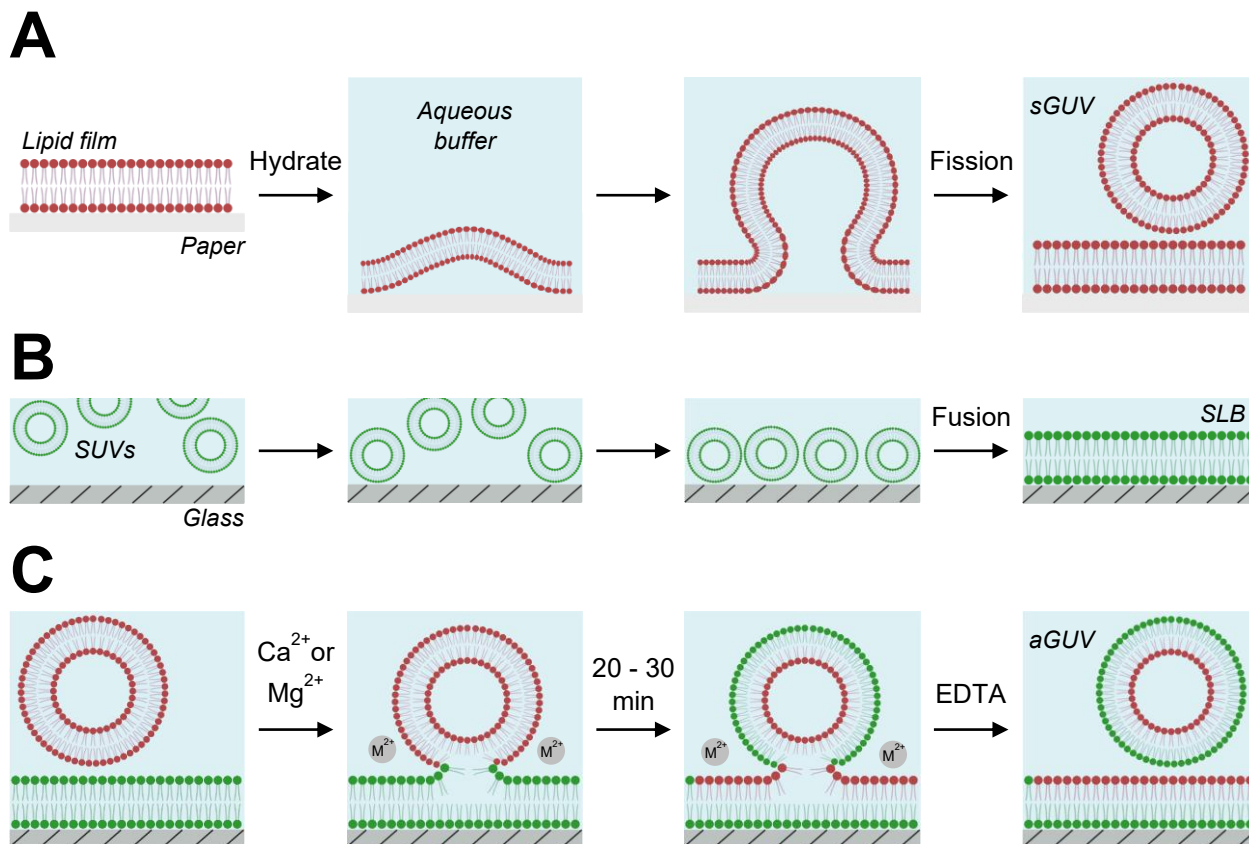 A
Lipid film
Paper
Hydrate
Aqueous
buffer
Fission
sGUV
B
SUVs
Glass
Fusion
SLB
C
Ca²⁺ or
Mg²⁺
M²⁺
M²⁺
20 - 30
min
M²⁺
M²⁺
EDTA
aGUV